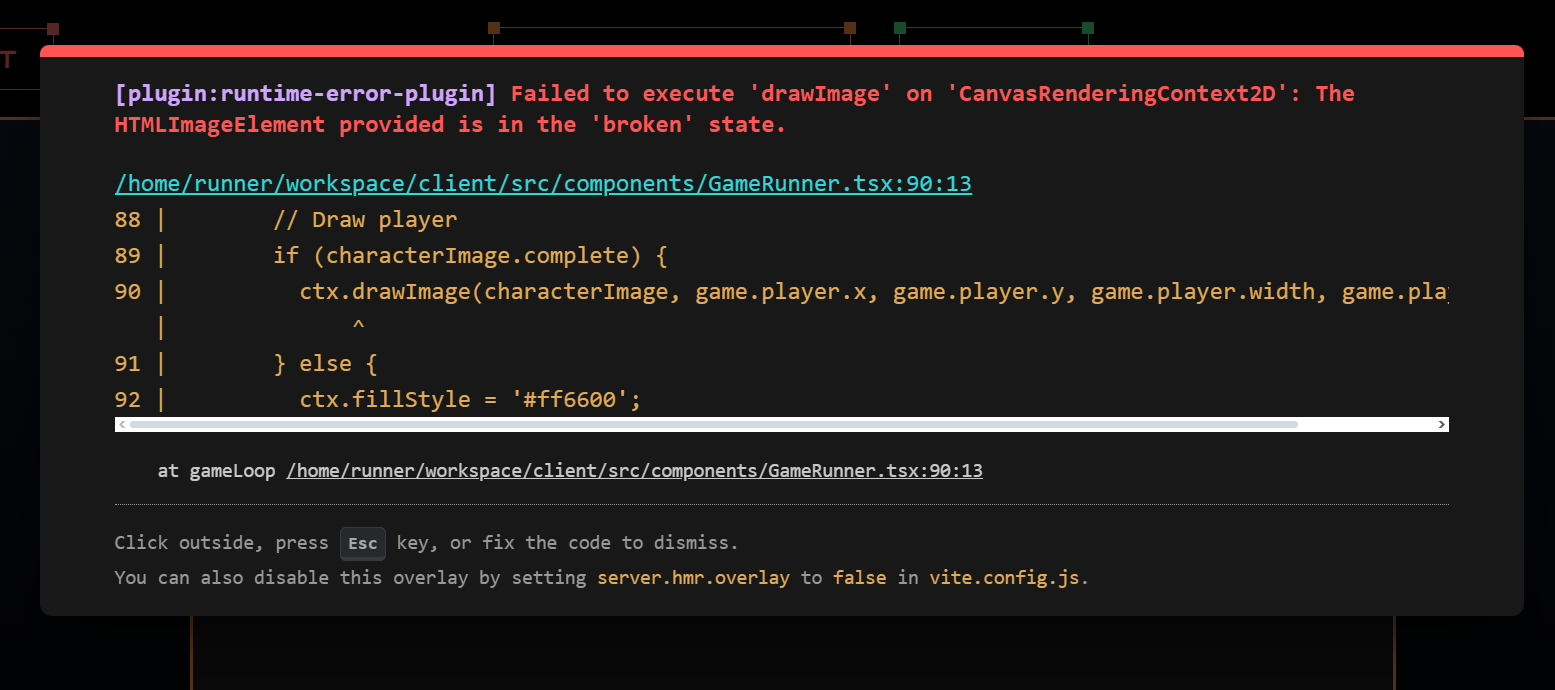 T
[plugin:runtime-error-plugin] Failed to execute 'drawImage' on 'CanvasRenderingContext2D': The
HTMLImageElement provided is in the 'broken' state.
/home/runner/workspace/client/src/components/GameRunner.tsx:90:13
88 |        // Draw player
89 |        if (characterImage.complete) {
90 |          ctx.drawImage(characterImage, game.player.x, game.player.y, game.player.width, game.play
   |              ^
91 |        } else {
92 |          ctx.fillStyle = '#ff6600';
at gameLoop /home/runner/workspace/client/src/components/GameRunner.tsx:90:13
Click outside, press Esc key, or fix the code to dismiss.
You can also disable this overlay by setting server.hmr.overlay to false in vite.config.js.